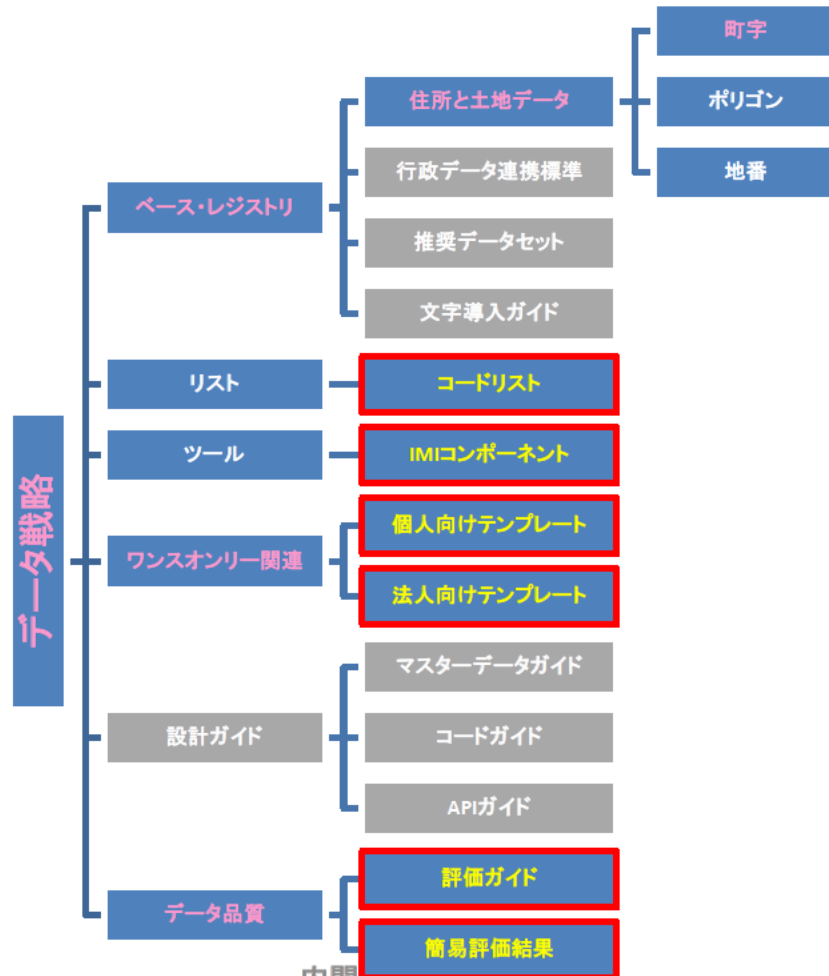 データ戦略
ベース・レジストリ
住所と土地データ
町字
ポリゴン
地番
行政データ連携標準
推奨データセット
文字導入ガイド
リスト
コードリスト
ツール
IMIコンポーネント
ワンスオンリー関連
個人向けテンプレート
法人向けテンプレート
設計ガイド
マスターデータガイド
コードガイド
APIガイド
データ品質
評価ガイド
簡易評価結果